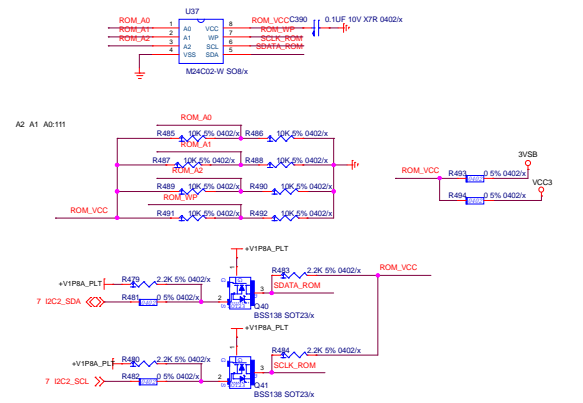 U37
ROM_A0 1 A0 VCC 8 ROM_VCC C390 0.1UF 10V X7R 0402/x
ROM_A1 2 A1 WP 7 ROM_WP
ROM_A2 3 A2 SCL 6 SCLK_ROM
4 VSS SDA 5 SDATA_ROM
M24C02-W SO8/x
A2 A1 A0:111
ROM_A0
R485 10K 5% 0402/x R486 10K 5% 0402/x
ROM_A1
R487 10K 5% 0402/x R488 10K 5% 0402/x
ROM_A2
R489 10K 5% 0402/x R490 10K 5% 0402/x
ROM_WP
R491 10K 5% 0402/x R492 10K 5% 0402/x
ROM_VCC
3VSB
ROM_VCC R493 0 5% 0402/x
VCC3
R494 0 5% 0402/x
+V1P8A_PLT
+V1P8A_PLT R479 2.2K 5% 0402/x
R483 2.2K 5% 0402/x ROM_VCC
SDATA_ROM
7 I2C2_SDA R481 0 5% 0402/x 2 1 3
Q40
BSS138 SOT23/x
+V1P8A_PLT
+V1P8A_PLT R480 2.2K 5% 0402/x
R484 2.2K 5% 0402/x
SCLK_ROM
7 I2C2_SCL R482 0 5% 0402/x 2 1 3
Q41
BSS138 SOT23/x